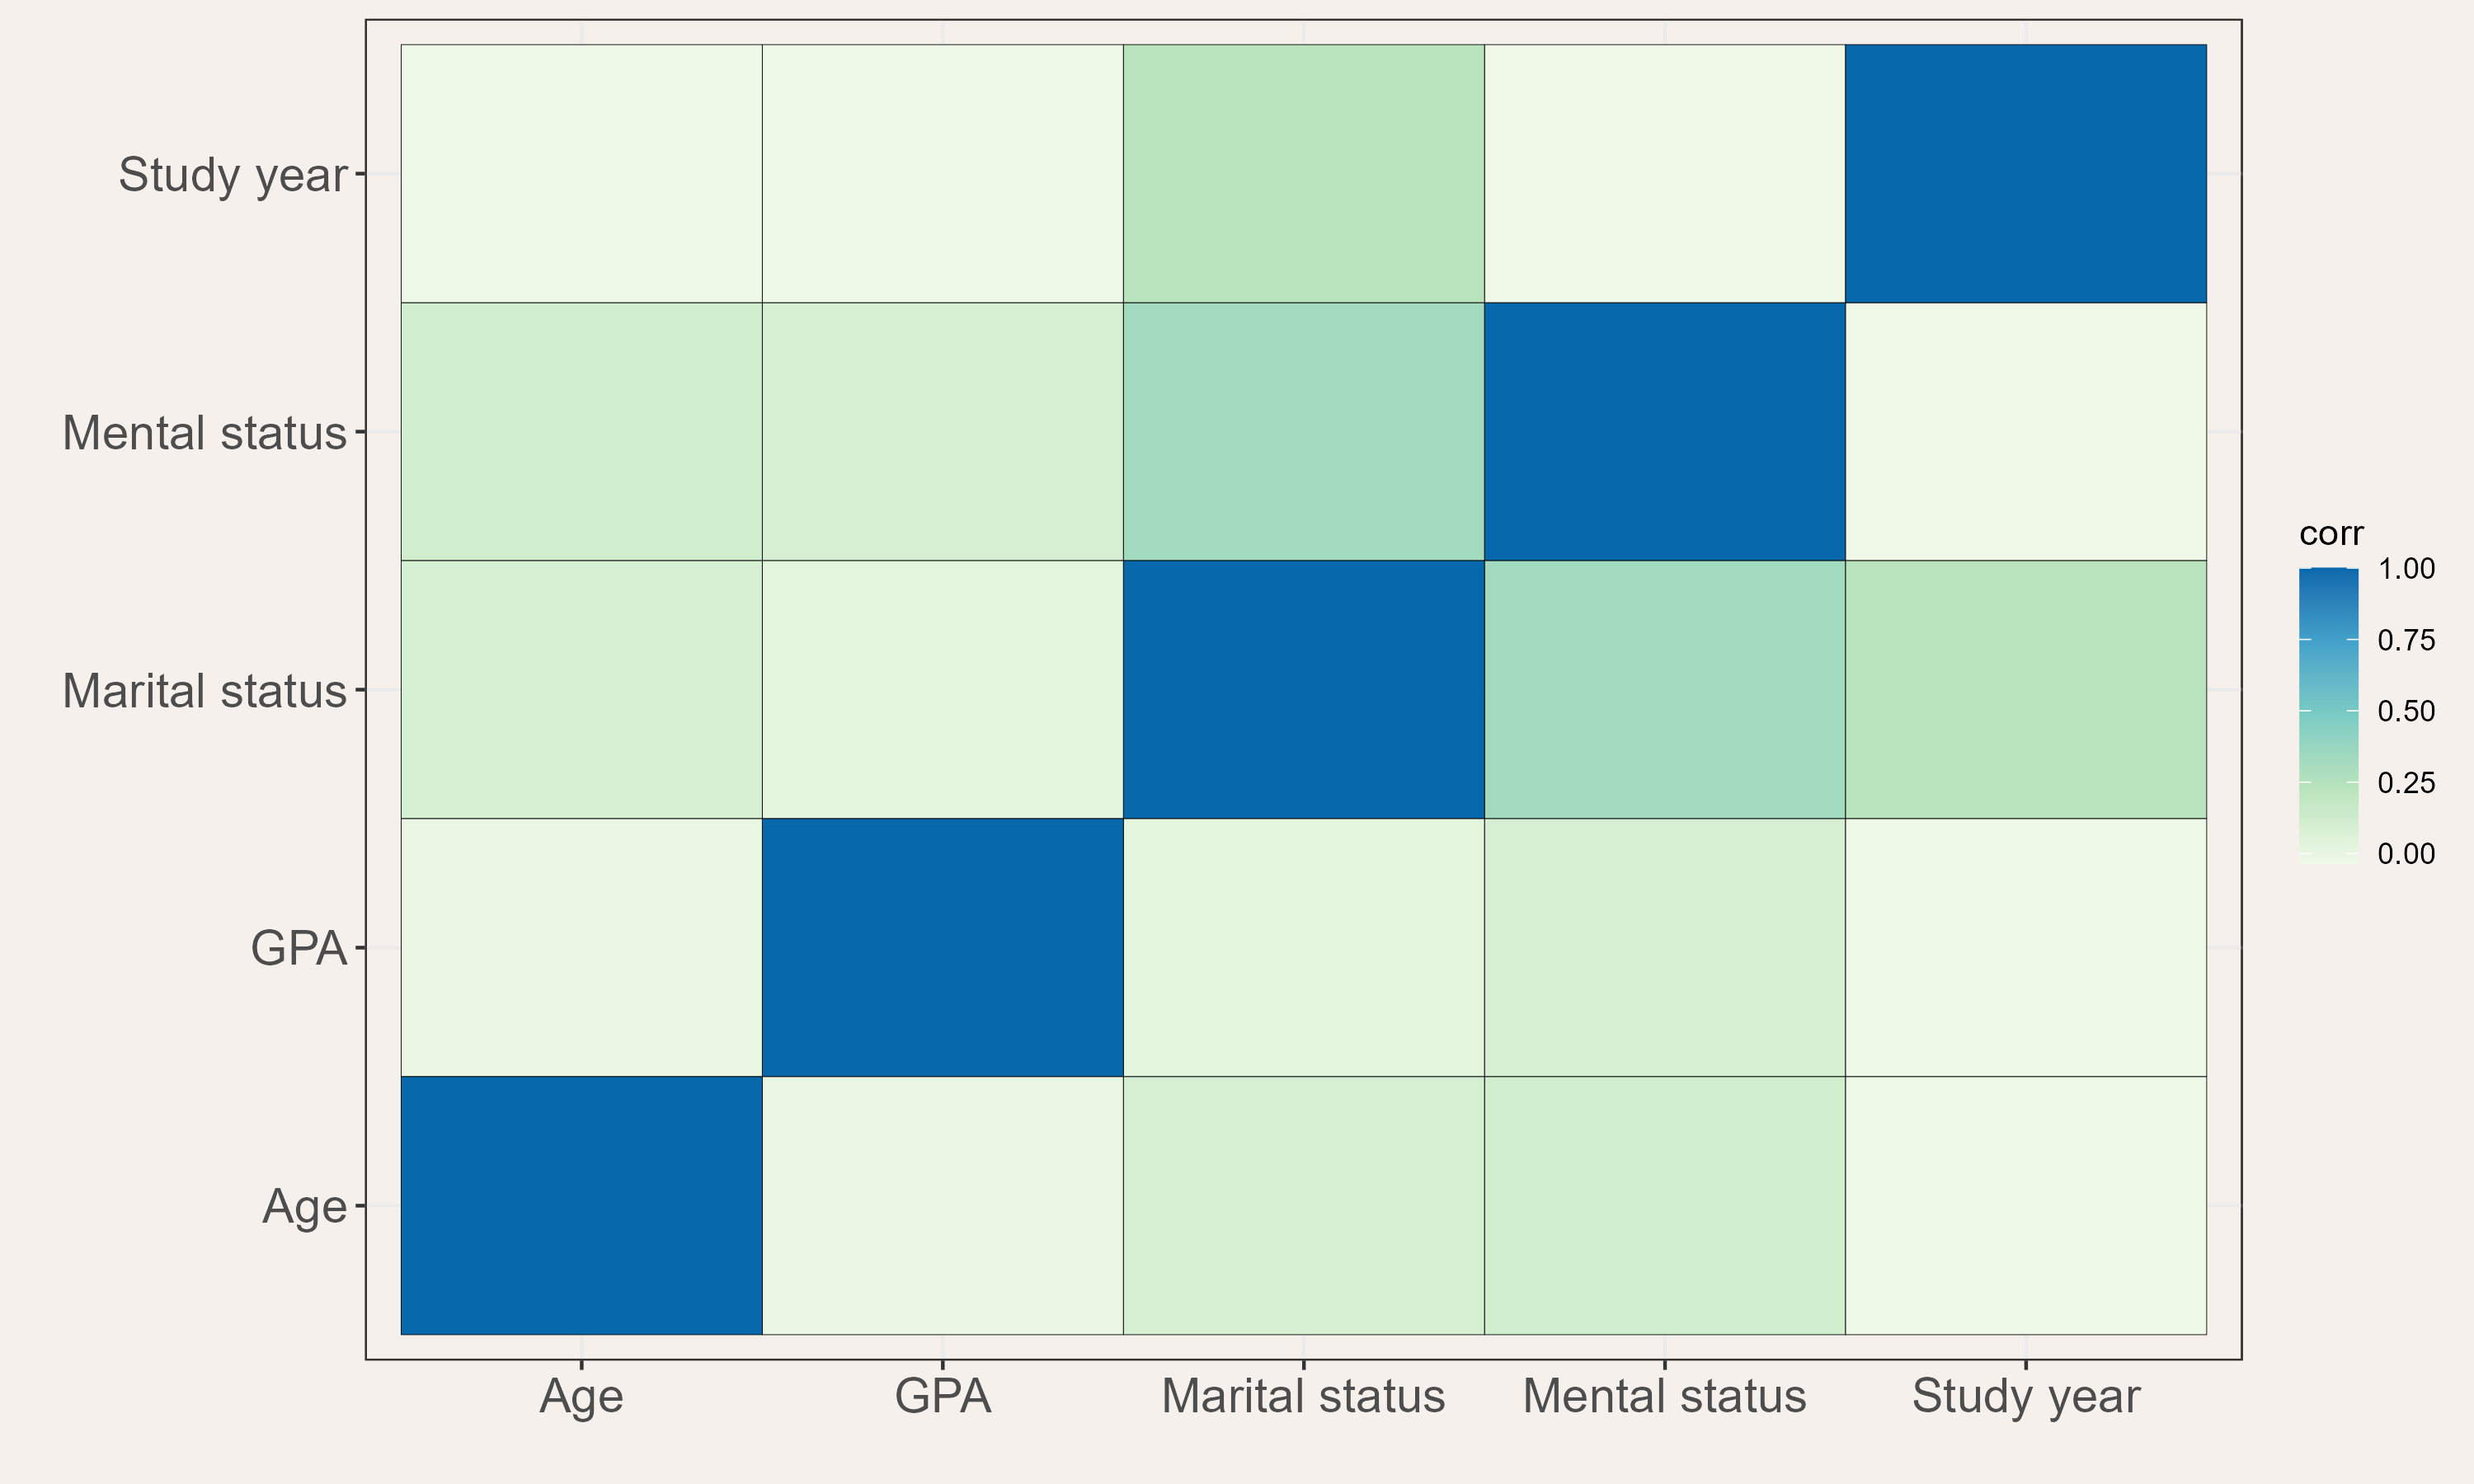 Study year
Mental status
Marital status
GPA
Age
Age
GPA
Marital status
Mental status
Study year
corr
1.00
0.75
0.50
0.25
0.00